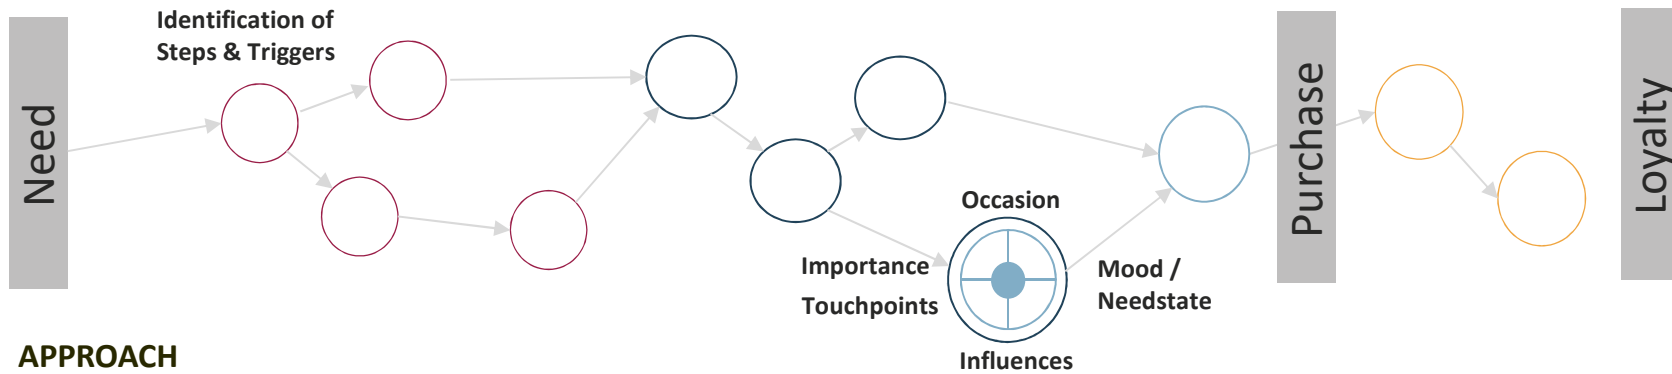 Need
Identification of
Steps & Triggers
Occasion
Importance
Touchpoints
Mood /
Needstate
Influences
Purchase
Loyalty
APPROACH